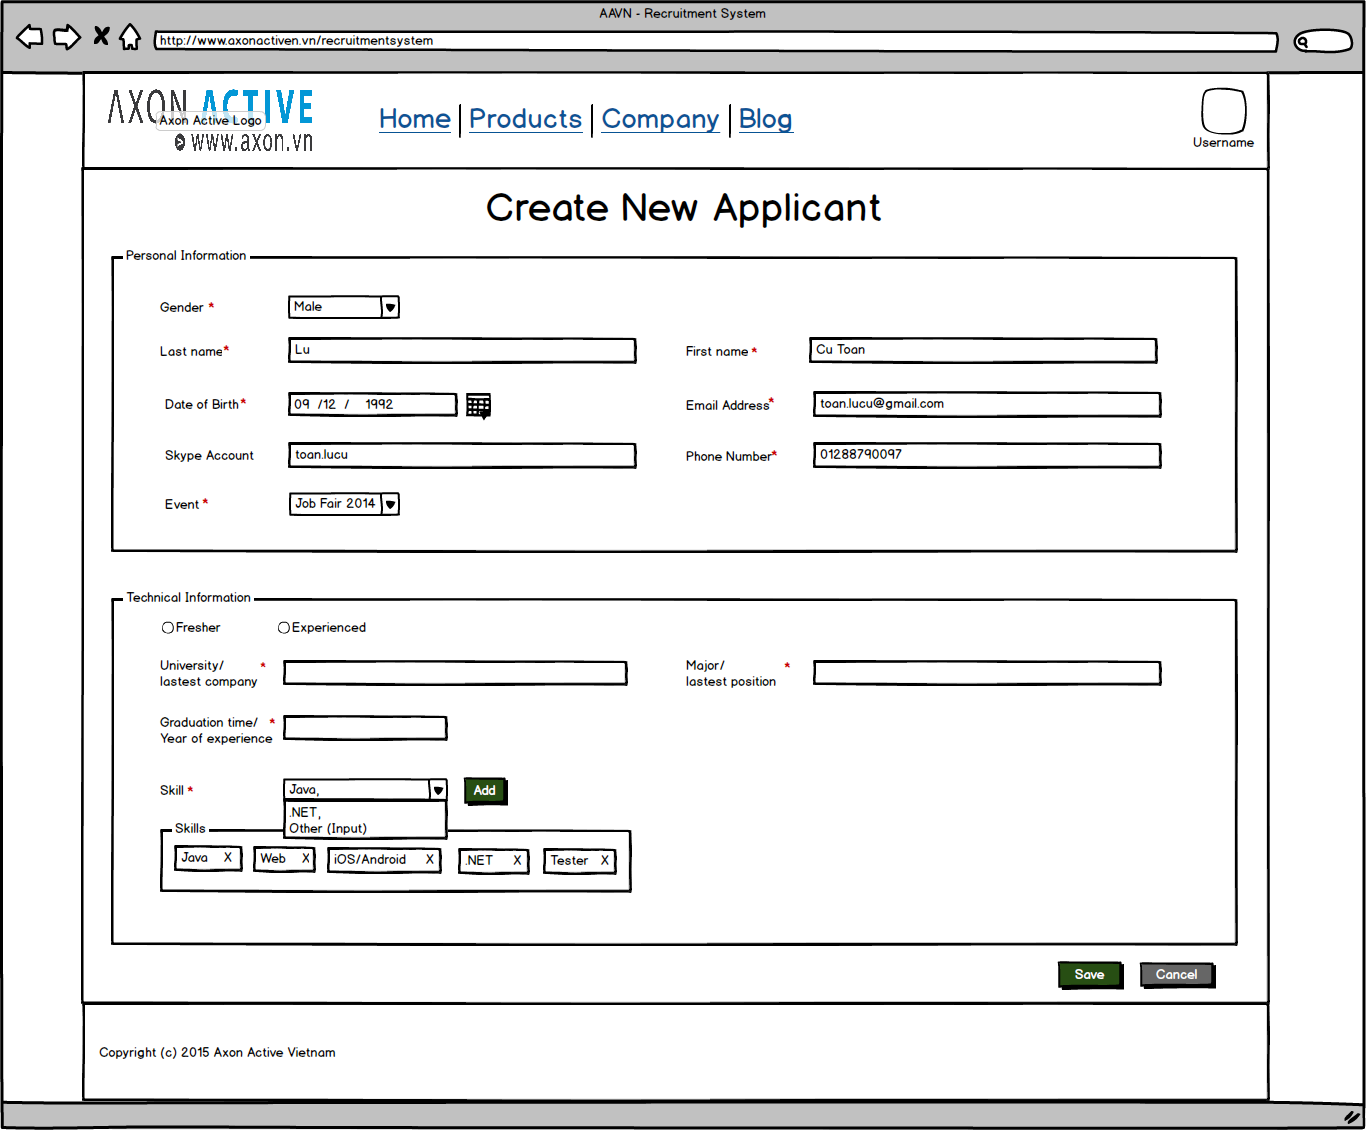 AAVN - Recruitment System
http://www.axonactiven.vn/recruitmentsystem
AXON ACTIVE
Axon Active Logo
www.axon.vn
Home Products Company Blog
Username
Create New Applicant
Personal Information
Gender * Male
Last name* Lu First name * Cu Toan
Date of Birth* 09 /12 / 1992 Email Address* toan.lucu@gmail.com
Skype Account toan.lucu Phone Number* 01288790097
Event * Job Fair 2014
Technical Information
Fresher Experienced
University/ * Major/ *
lastest company lastest position
Graduation time/ *
Year of experience
Skill * Java, Add
.NET,
Other (Input)
Skills
Java X Web X iOS/Android X .NET X Tester X
Save Cancel
Copyright (c) 2015 Axon Active Vietnam